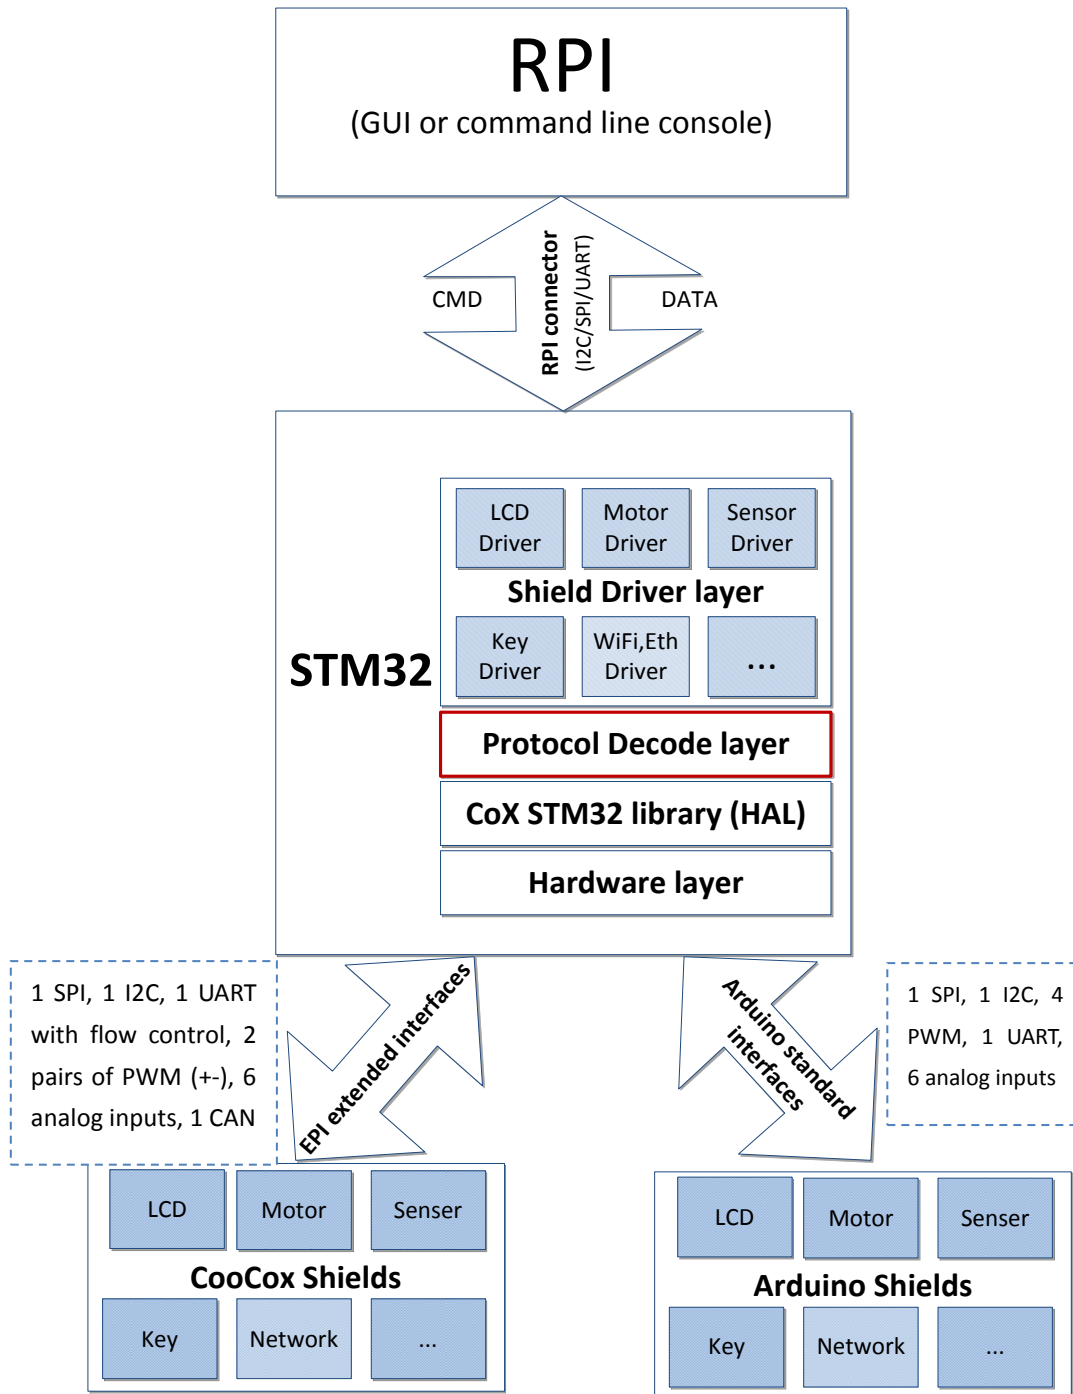 RPI
(GUI or command line console)
CMD
RPI connector
(I2C/SPI/UART)
DATA
STM32
LCD
Driver
Motor
Driver
Sensor
Driver
Shield Driver layer
Key
Driver
WiFi,Eth
Driver
...
Protocol Decode layer
CoX STM32 library (HAL)
Hardware layer
1 SPI, 1 I2C, 1 UART
with flow control, 2
pairs of PWM (+-), 6
analog inputs, 1 CAN
EPI extended interfaces
Arduino standard
interfaces
1 SPI, 1 I2C, 4
PWM, 1 UART,
6 analog inputs
LCD
Motor
Senser
CooCox Shields
Key
Network
...
LCD
Motor
Senser
Arduino Shields
Key
Network
...